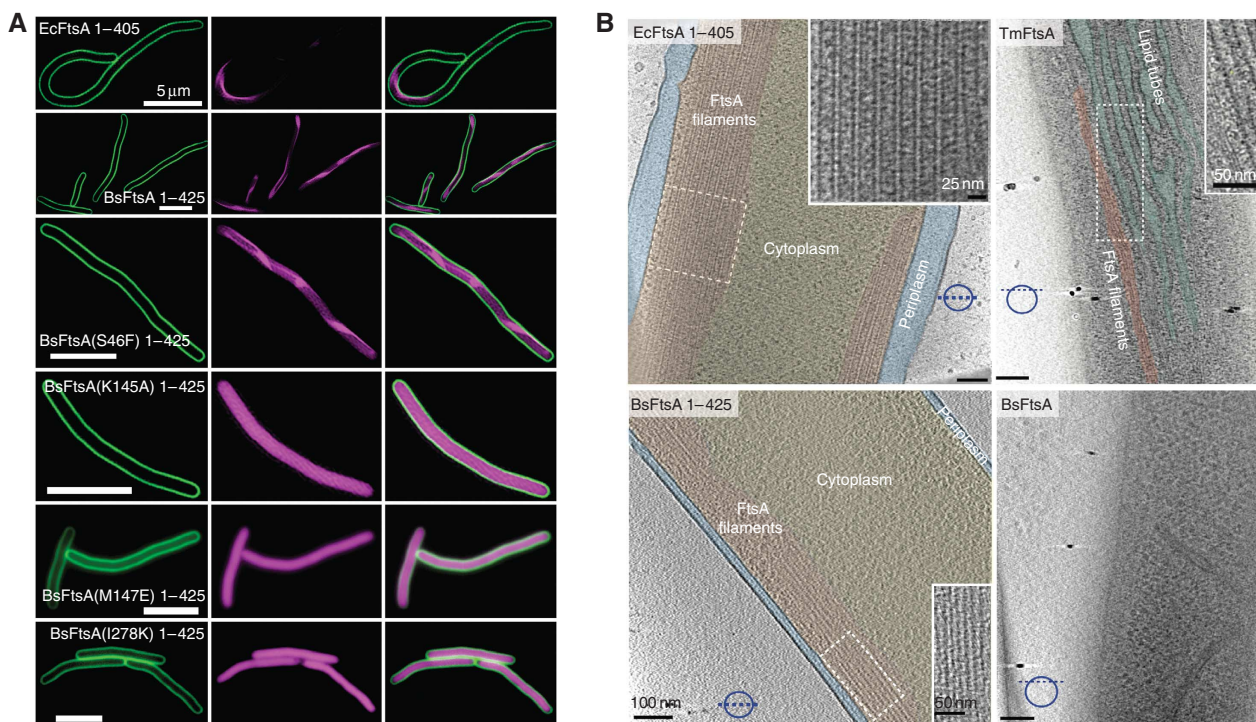 A
EcFtsA 1–405
5 μm
BsFtsA 1–425
BsFtsA(S46F) 1–425
BsFtsA(K145A) 1–425
BsFtsA(M147E) 1–425
BsFtsA(I278K) 1–425
B
EcFtsA 1–405
FtsA
filaments
Cytoplasm
Periplasm
25 nm
TmFtsA
Lipid tubes
FtsA filaments
50 nm
BsFtsA 1–425
Periplasm
Cytoplasm
FtsA
filaments
100 nm
50 nm
BsFtsA